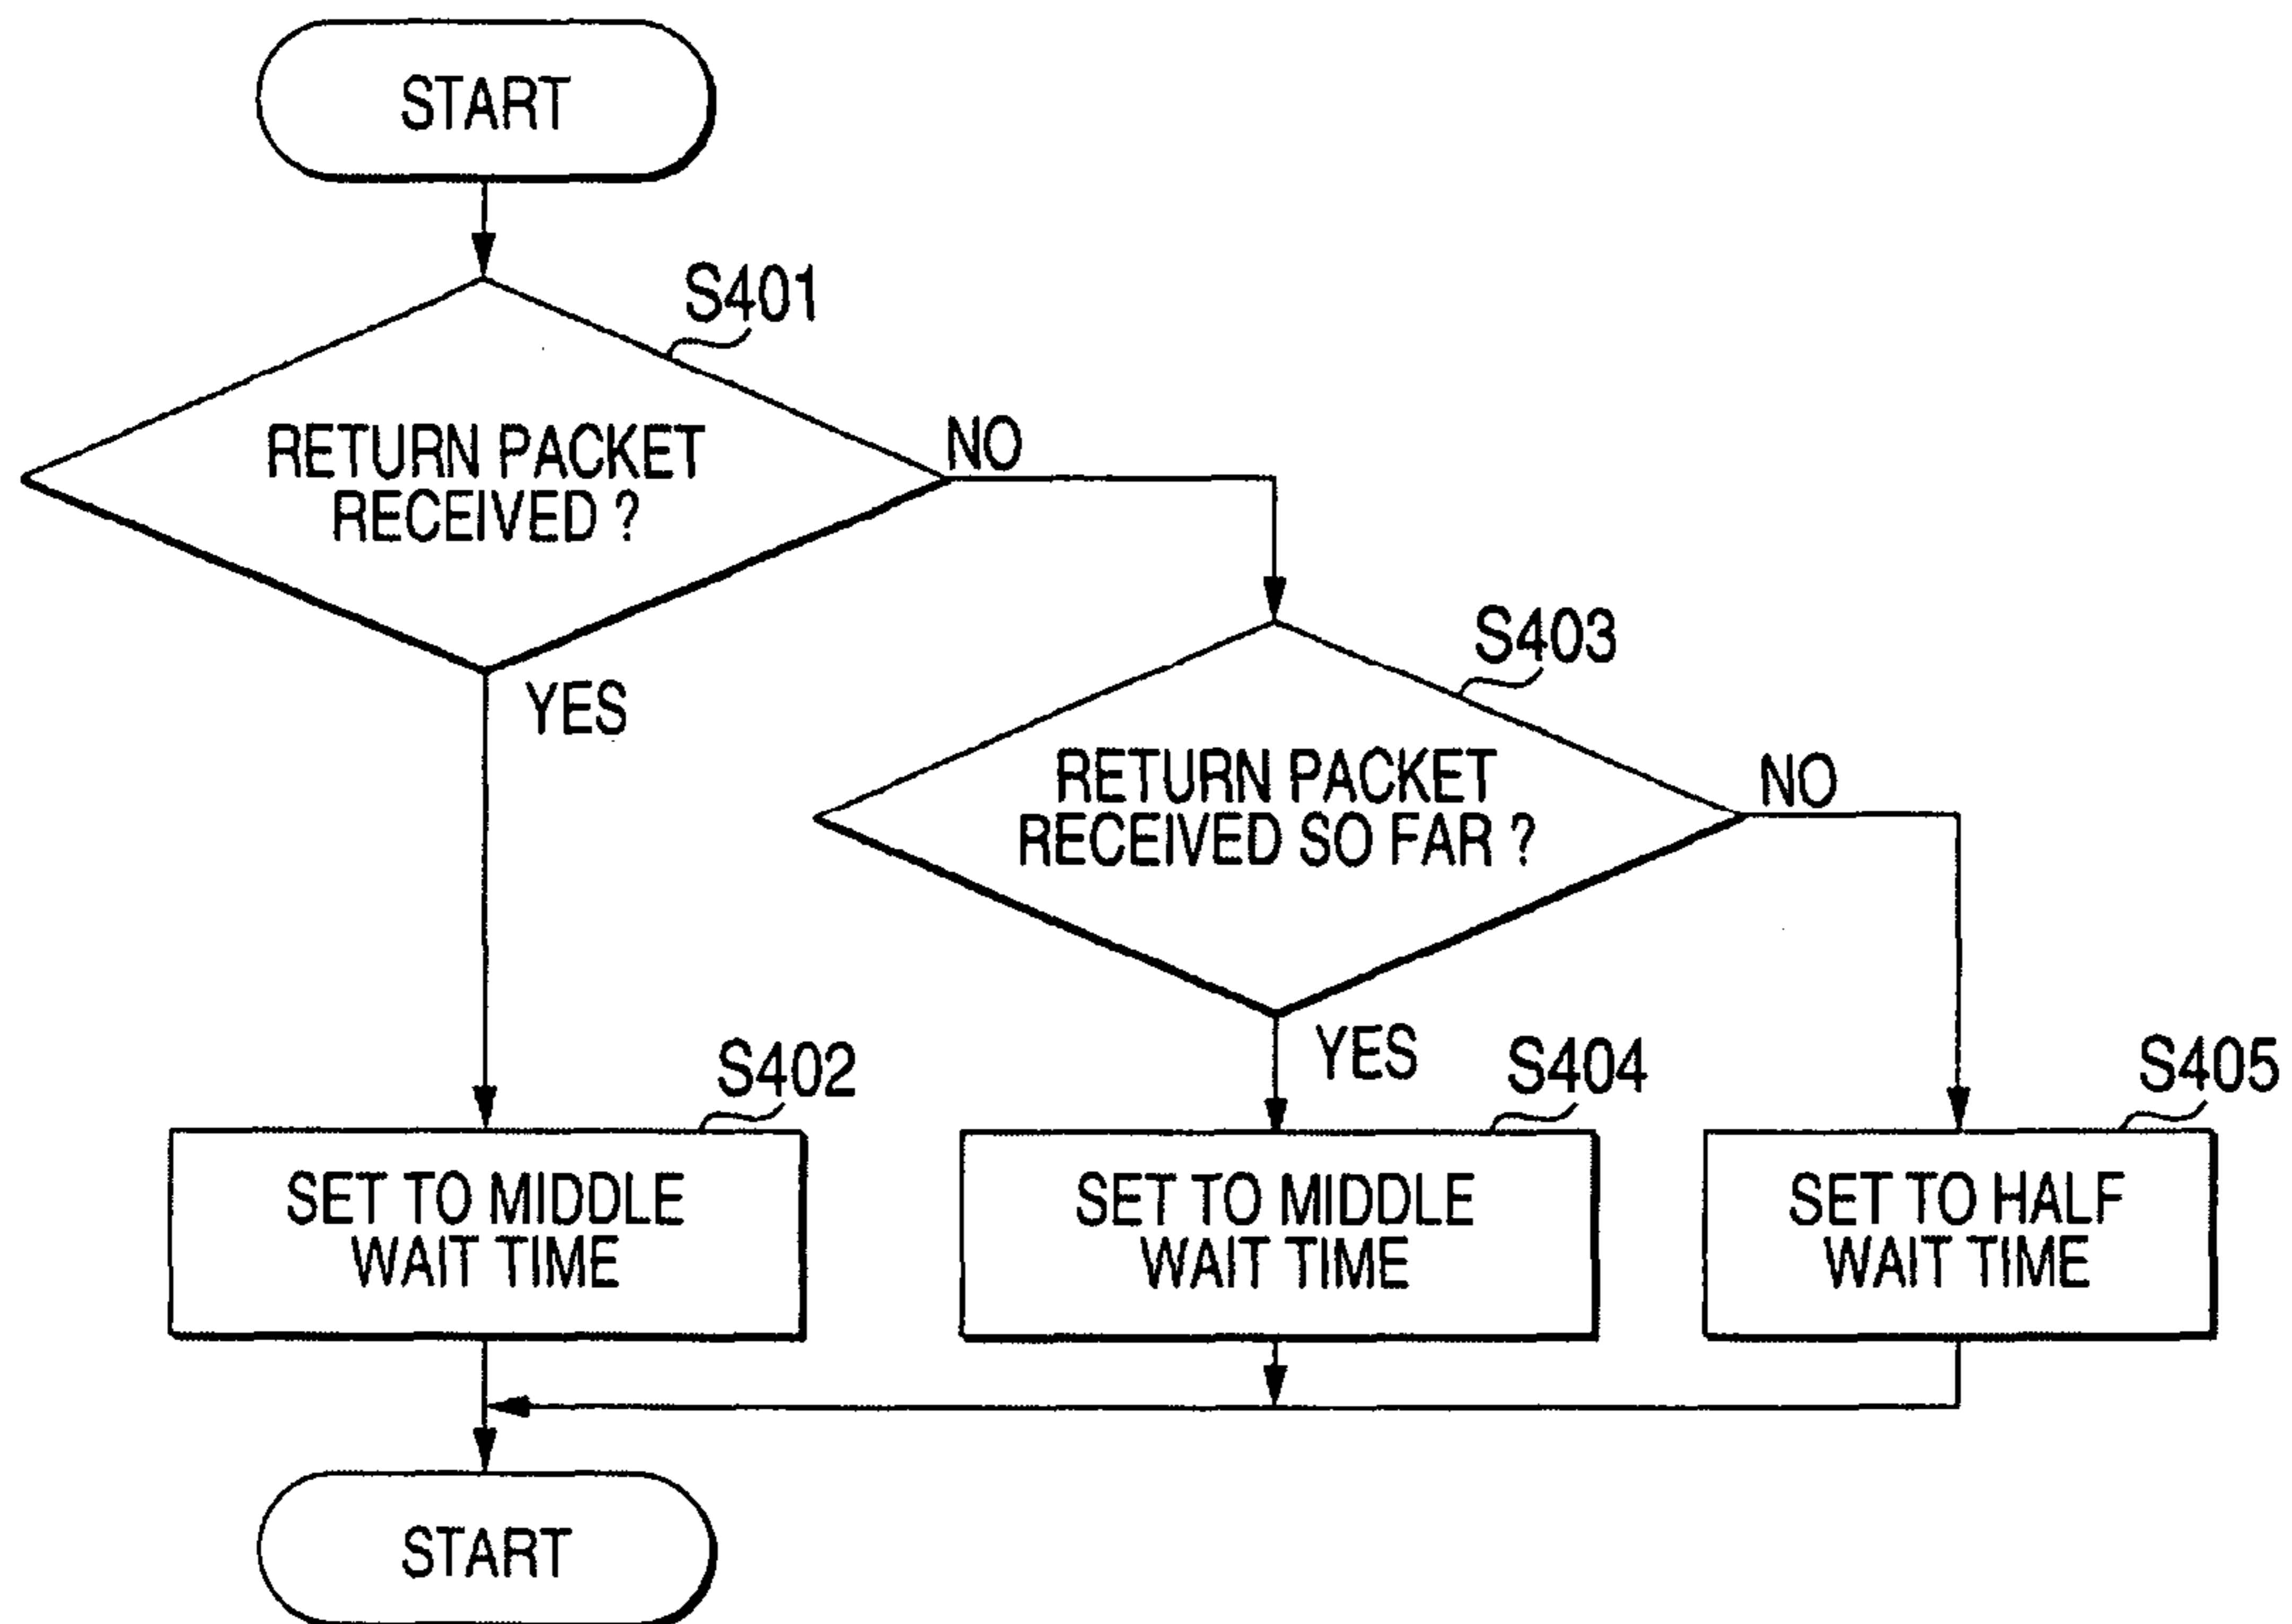 START
S401
RETURN PACKET
RECEIVED ?
NO
YES
S403
RETURN PACKET
RECEIVED SO FAR ?
NO
YES
S402
SET TO MIDDLE
WAIT TIME
S404
SET TO MIDDLE
WAIT TIME
S405
SET TO HALF
WAIT TIME
START